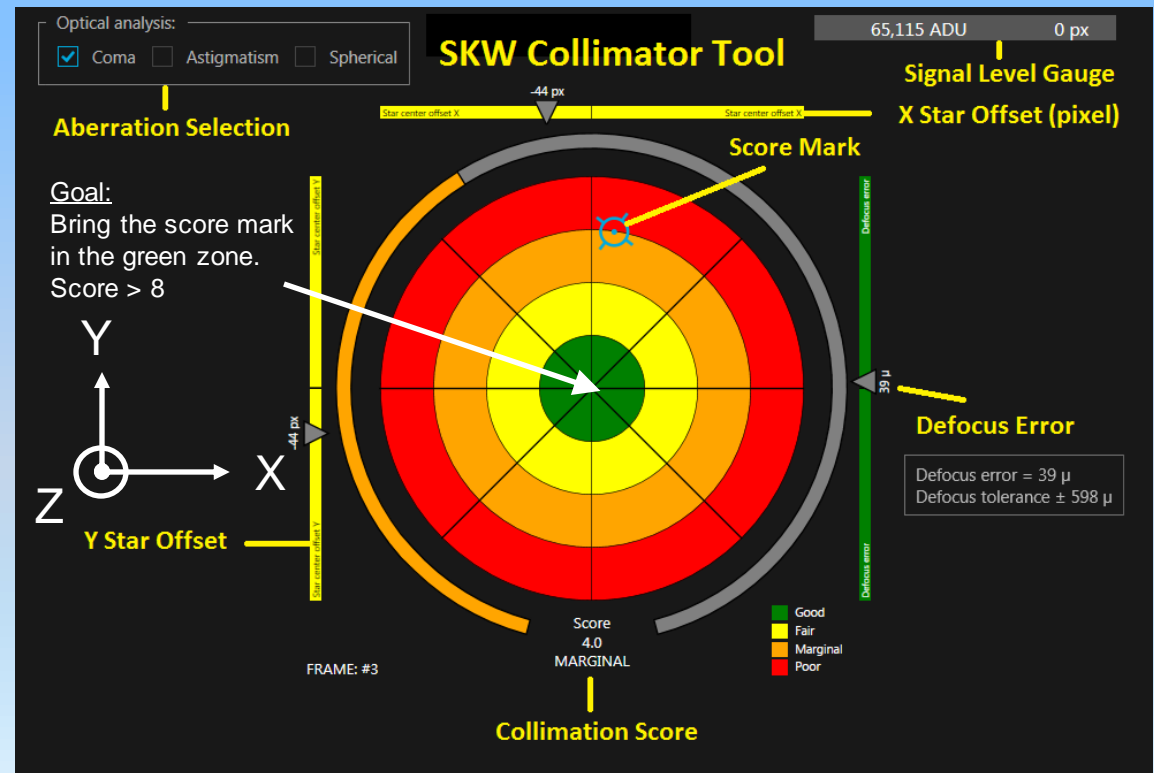 Optical analysis:
Coma Astigmatism Spherical
SKW Collimator Tool
65,115 ADU 0 px
Signal Level Gauge
-44 px
Aberration Selection
Star center offset X Star center offset X
X Star Offset (pixel)
Score Mark
Goal:
Bring the score mark
in the green zone.
Score > 8
Star center offset Y
Defocus error
Y
X
Z
-44 px
39 µ
Defocus Error
Defocus error = 39 µ
Defocus tolerance ± 598 µ
Y Star Offset
Star center offset Y
Defocus error
Score
4.0
MARGINAL
Good
Fair
Marginal
Poor
FRAME: #3
Collimation Score